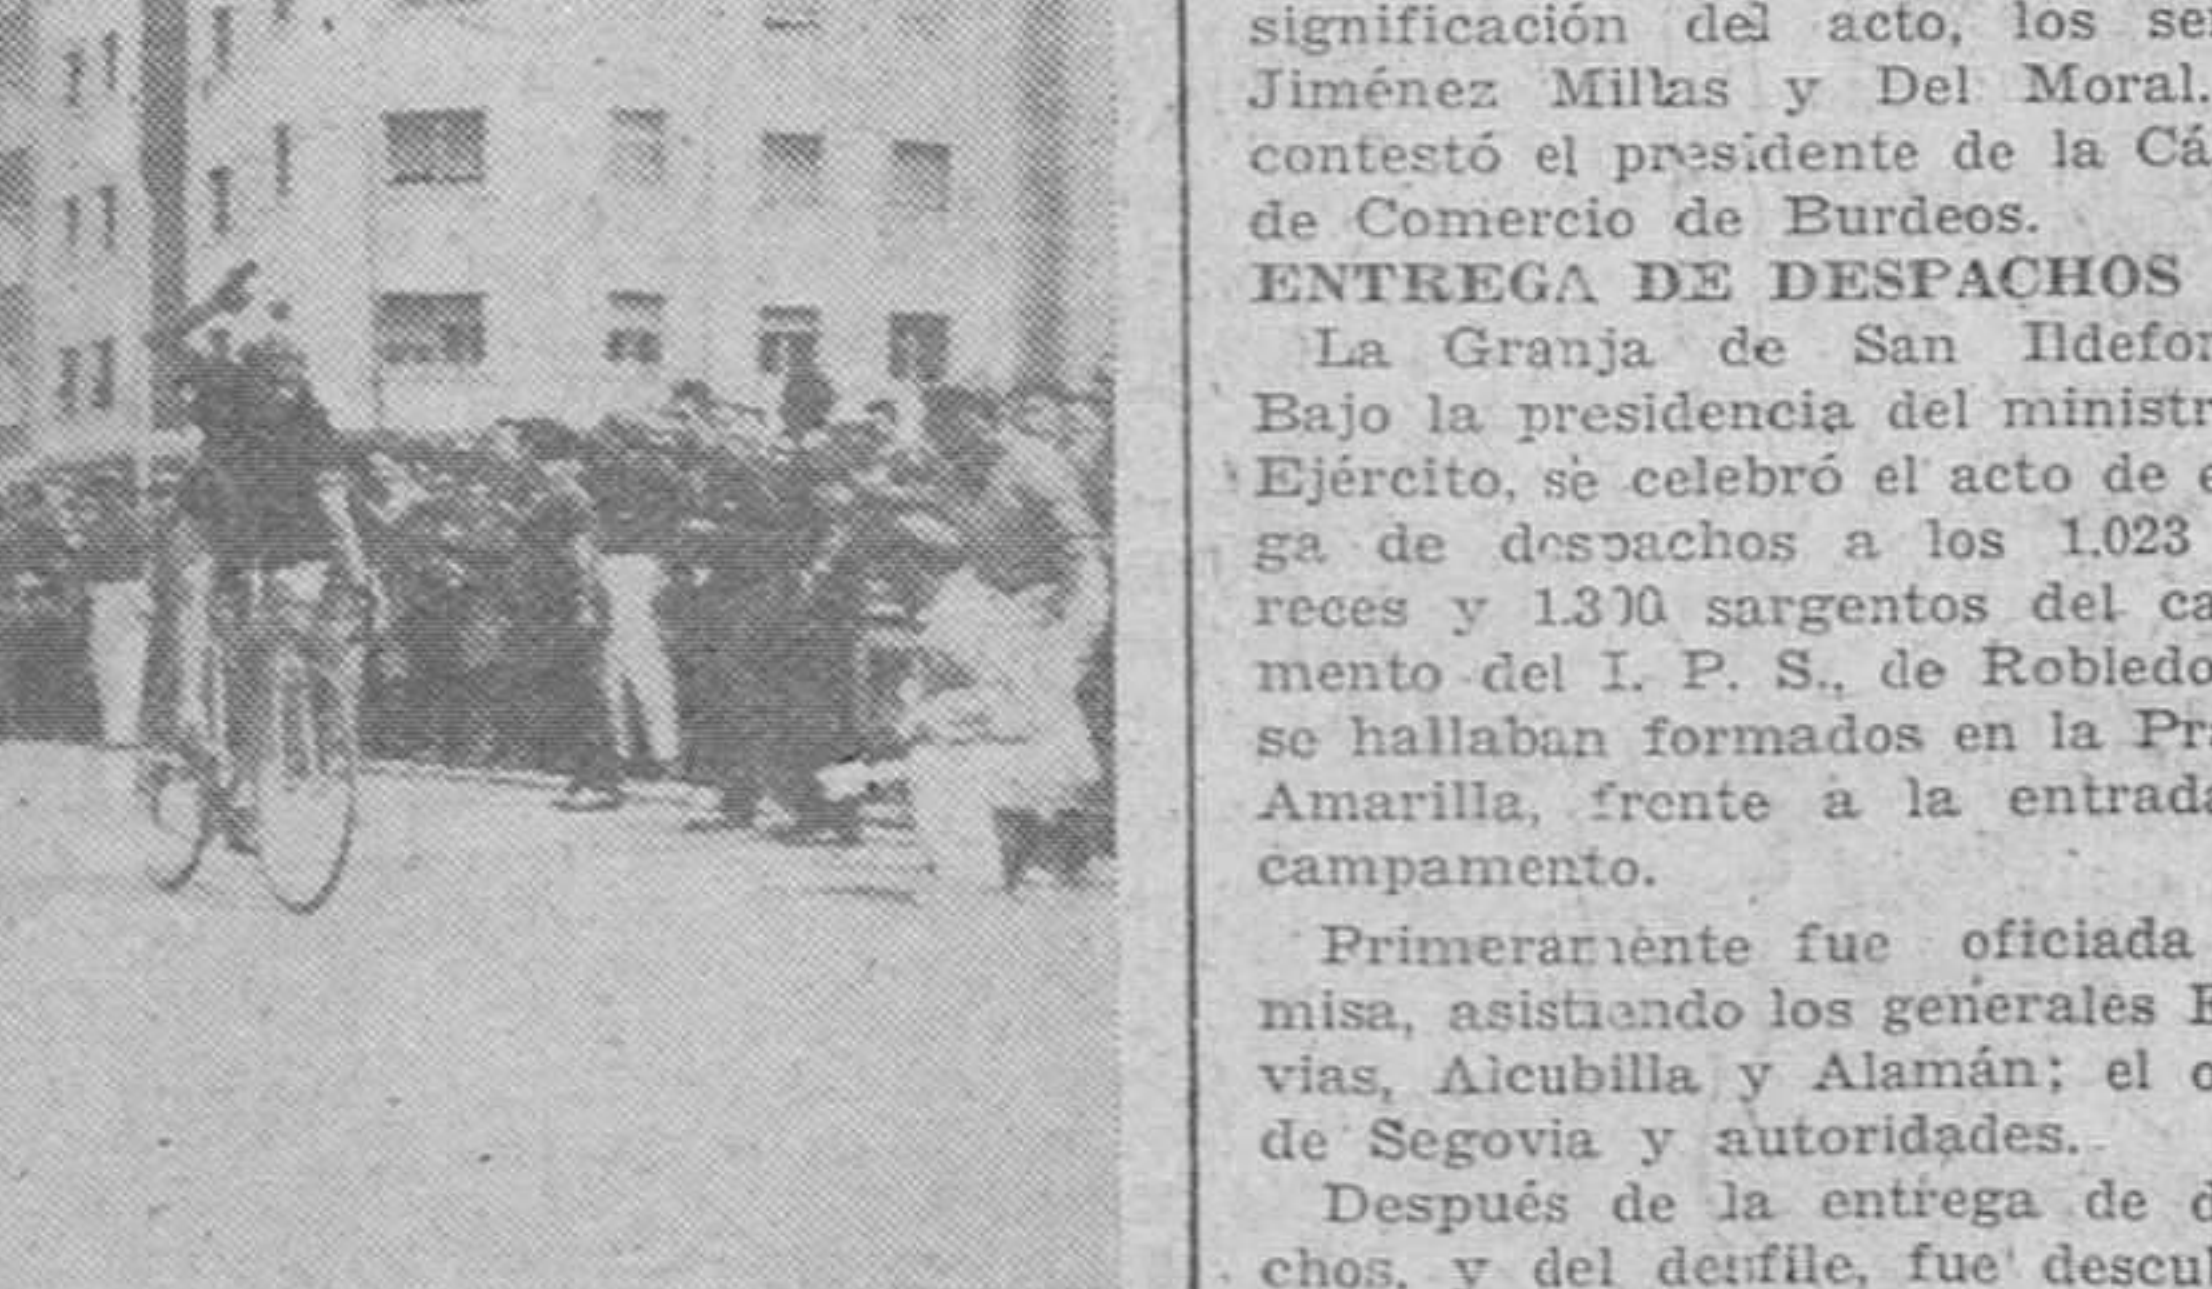 significación del acto, los se
Jiménez Millas y Del Moral.
contestó el presidente de la Cá
de Comercio de Burdeos.
ENTREGA DE DESPACHOS
La Granja de San Ildefon
Bajo la presidencia del ministr
Ejército, se celebró el acto de e
ga de despachos a los 1.023
reces y 1.300 sargentos del ca
mento del I. P. S., de Robledo
se hallaban formados en la Pra
Amarilla, frente a la entrada
campamento.
Primeramente fue oficiada
misa, asistiendo los generales
vias, Alcubilla y Alamán; el o
de Segovia y autoridades.
Después de la entrega de d
chos, y del desfile, fue descu